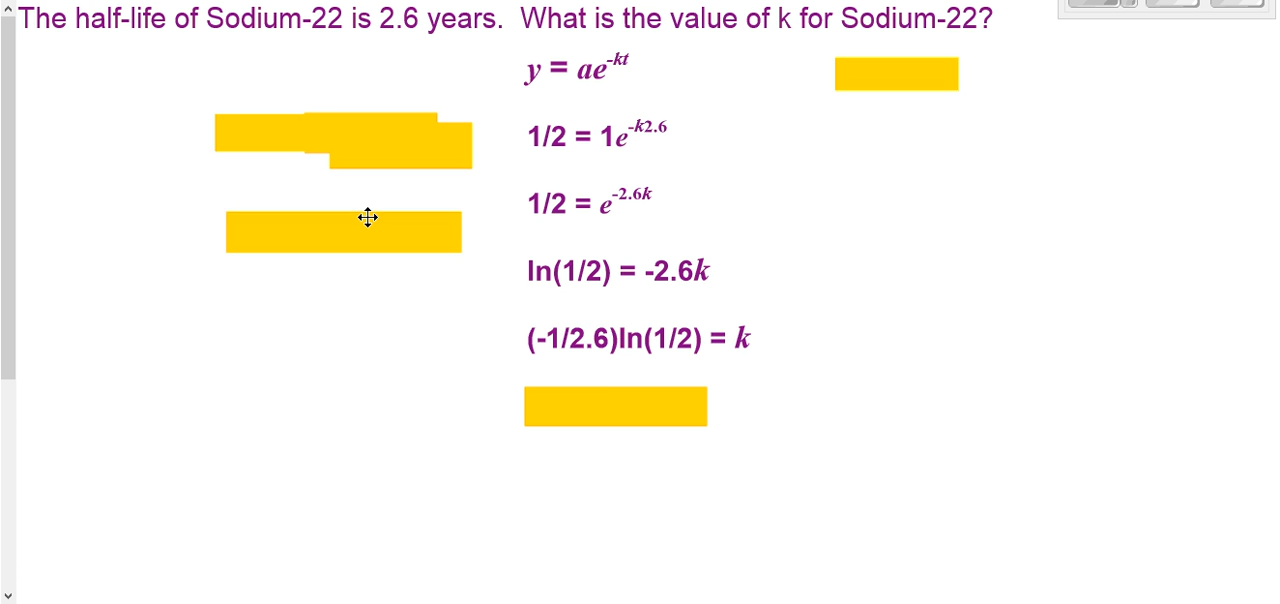 The half-life of Sodium-22 is 2.6 years.  What is the value of k for Sodium-22?
y = ae^-kt
1/2 = 1e^-k2.6
1/2 = e^-2.6k
ln(1/2) = -2.6k
(-1/2.6)ln(1/2) = k